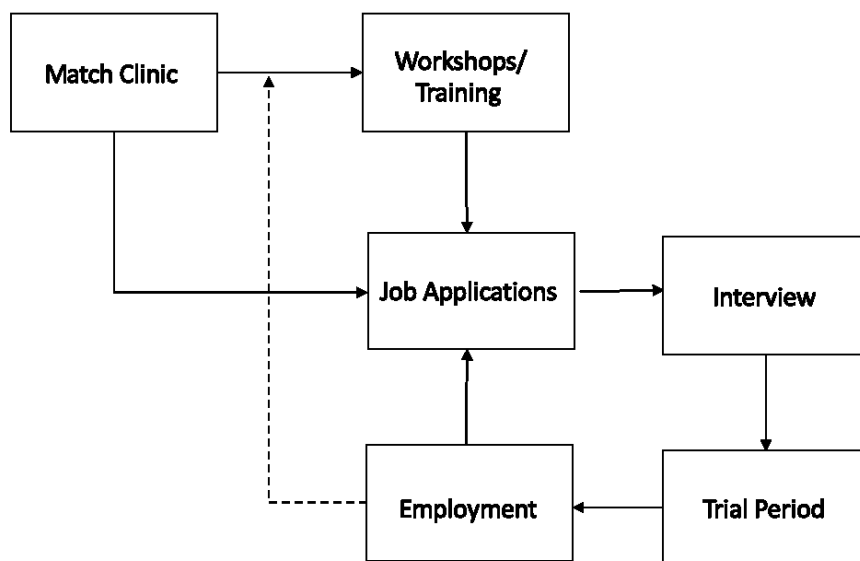 Match Clinic
Workshops/
Training
Job Applications
Interview
Employment
Trial Period